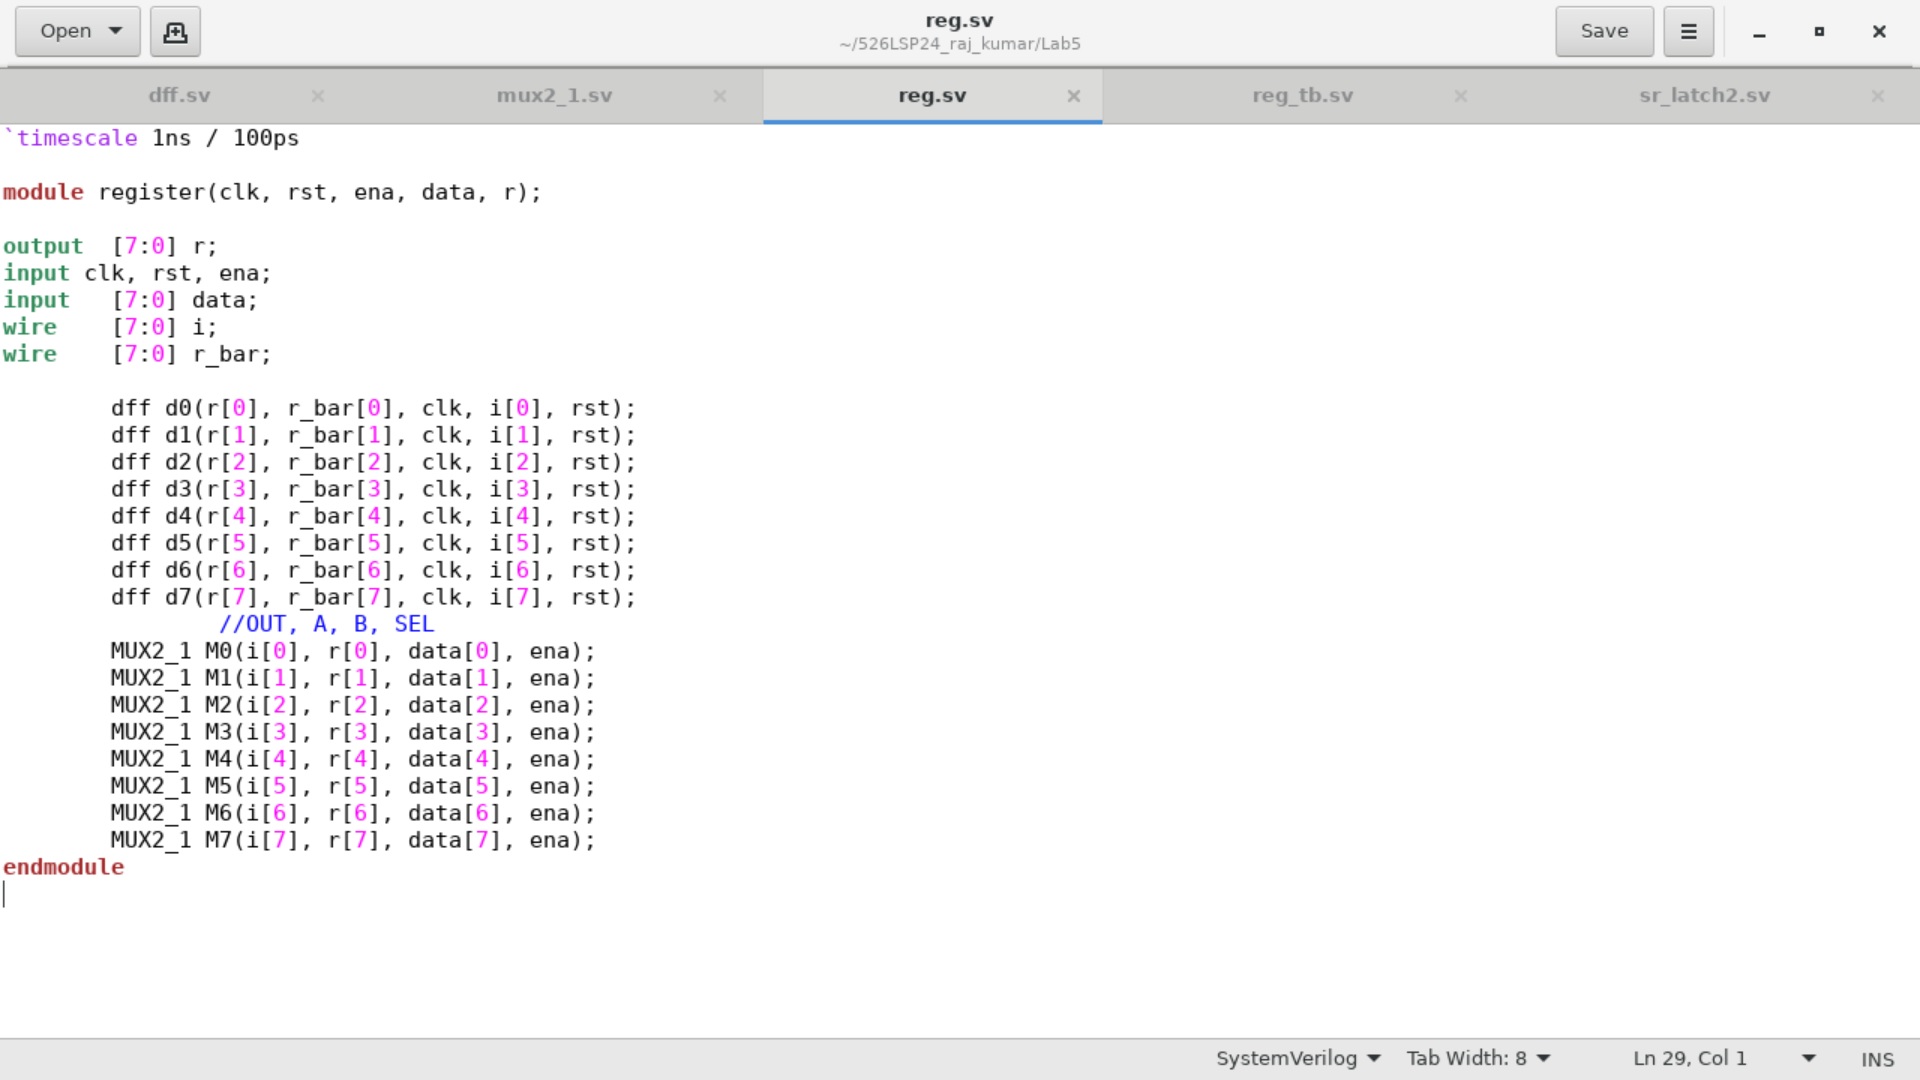 Open
reg.sv
~/526LSP24_raj_kumar/Lab5
Save
dff.sv
mux2_1.sv
reg.sv
reg_tb.sv
sr_latch2.sv
`timescale 1ns / 100ps
module register(clk, rst, ena, data, r);
output  [7:0] r;
input clk, rst, ena;
input   [7:0] data;
wire    [7:0] i;
wire    [7:0] r_bar;
dff d0(r[0], r_bar[0], clk, i[0], rst);
dff d1(r[1], r_bar[1], clk, i[1], rst);
dff d2(r[2], r_bar[2], clk, i[2], rst);
dff d3(r[3], r_bar[3], clk, i[3], rst);
dff d4(r[4], r_bar[4], clk, i[4], rst);
dff d5(r[5], r_bar[5], clk, i[5], rst);
dff d6(r[6], r_bar[6], clk, i[6], rst);
dff d7(r[7], r_bar[7], clk, i[7], rst);
//OUT, A, B, SEL
MUX2_1 M0(i[0], r[0], data[0], ena);
MUX2_1 M1(i[1], r[1], data[1], ena);
MUX2_1 M2(i[2], r[2], data[2], ena);
MUX2_1 M3(i[3], r[3], data[3], ena);
MUX2_1 M4(i[4], r[4], data[4], ena);
MUX2_1 M5(i[5], r[5], data[5], ena);
MUX2_1 M6(i[6], r[6], data[6], ena);
MUX2_1 M7(i[7], r[7], data[7], ena);
endmodule
SystemVerilog
Tab Width: 8
Ln 29, Col 1
INS